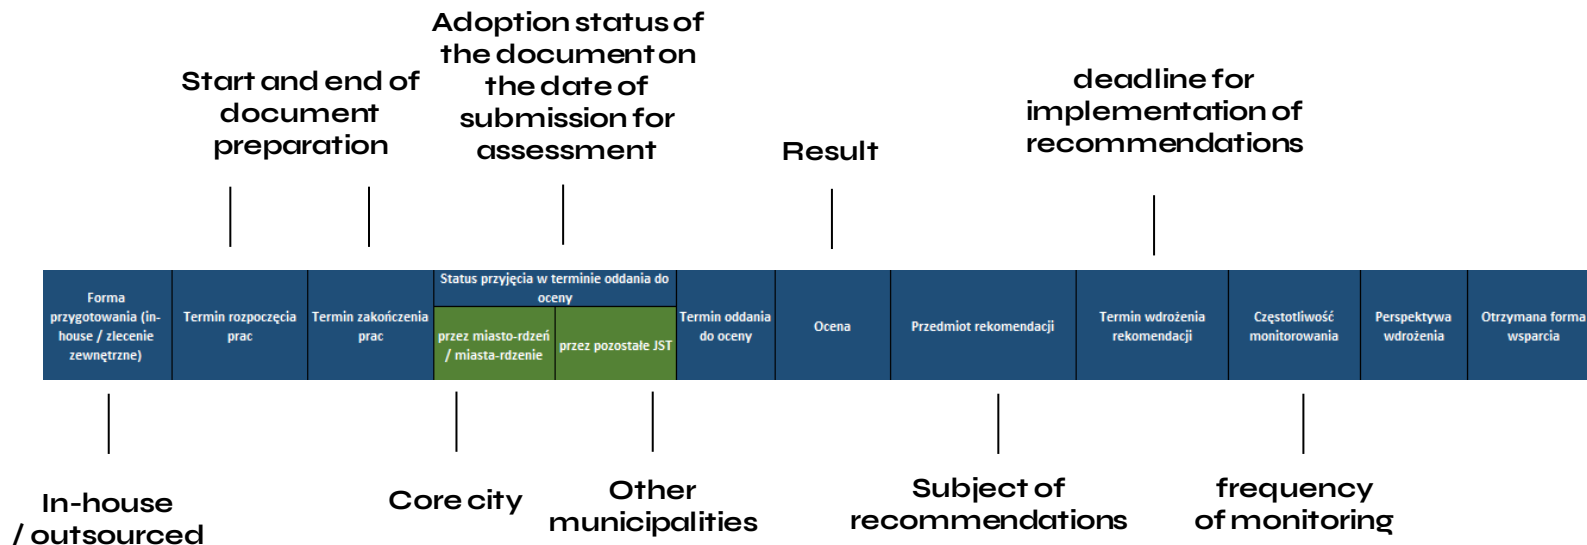 Adoption status of
the document on
the date of
submission for
assessment
Start and end of
document
preparation
Result
deadline for
implementation of
recommendations
Forma
przygotowania (in-
house / zlecenie
zewnętrzne)
Termin rozpoczęcia
prac
Termin zakończenia
prac
Status przyjęcia w terminie oddania do
oceny
przez miasto-rdzeń
/ miasta-rdzenie
przez pozostałe JST
Termin oddania
do oceny
Ocena
Przedmiot rekomendacji
Termin wdrożenia
rekomendacji
Częstotliwość
monitorowania
Perspektywa
wdrożenia
Otrzymana forma
wsparcia
In-house
/ outsourced
Core city
Other
municipalities
Subject of
recommendations
frequency
of monitoring